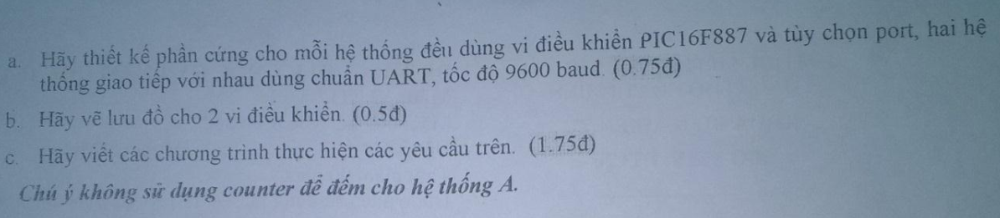 a. Hãy thiết kế phần cứng cho mỗi hệ thống đều dùng vi điều khiển PIC16F887 và tùy chọn port, hai hệ
thống giao tiếp với nhau dùng chuẩn UART, tốc độ 9600 baud. (0.75đ)
b. Hãy vẽ lưu đồ cho 2 vi điều khiển. (0.5đ)
c. Hãy viết các chương trình thực hiện các yêu cầu trên. (1.75đ)
Chú ý không sử dụng counter để đếm cho hệ thống A.